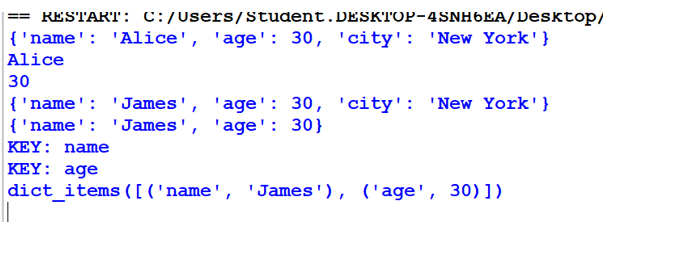 == RESTART: C:/Users/Student.DESKTOP-4SNH6EA/Desktop/
{'name': 'Alice', 'age': 30, 'city': 'New York'}
Alice
30
{'name': 'James', 'age': 30, 'city': 'New York'}
{'name': 'James', 'age': 30}
KEY: name
KEY: age
dict_items([('name', 'James'), ('age', 30)])